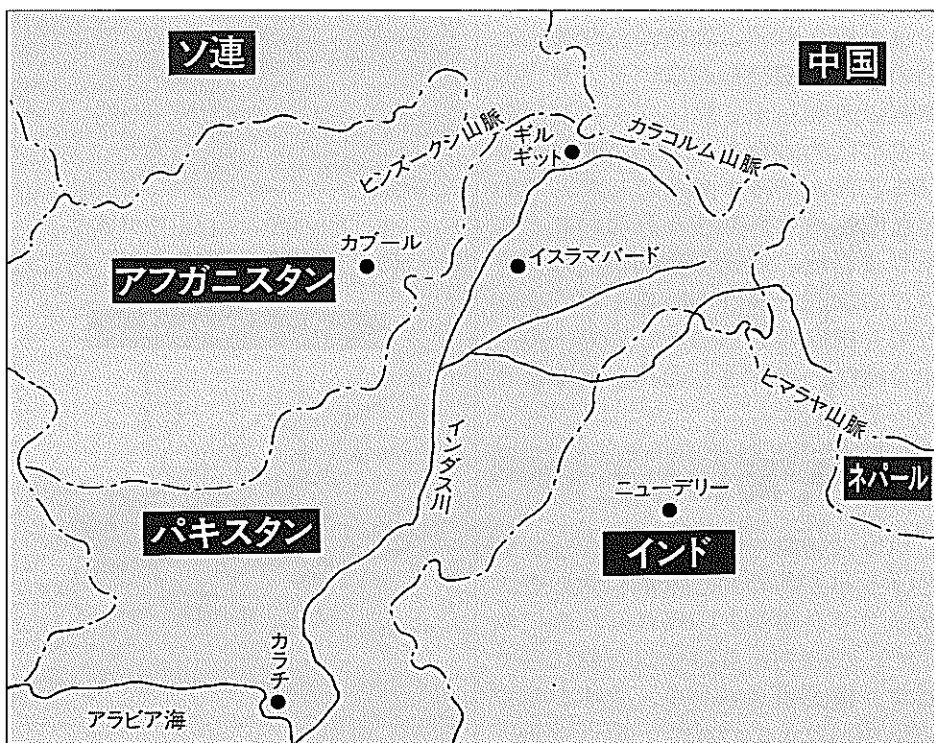 ソ連
中国
ヒンズークシ山脈
ギル
ギット
カラコルム山脈
カブール
イスラマバード
アフガニスタン
ヒマラヤ山脈
インダス川
ネパール
ニューデリー
パキスタン
インド
カラチ
アラビア海